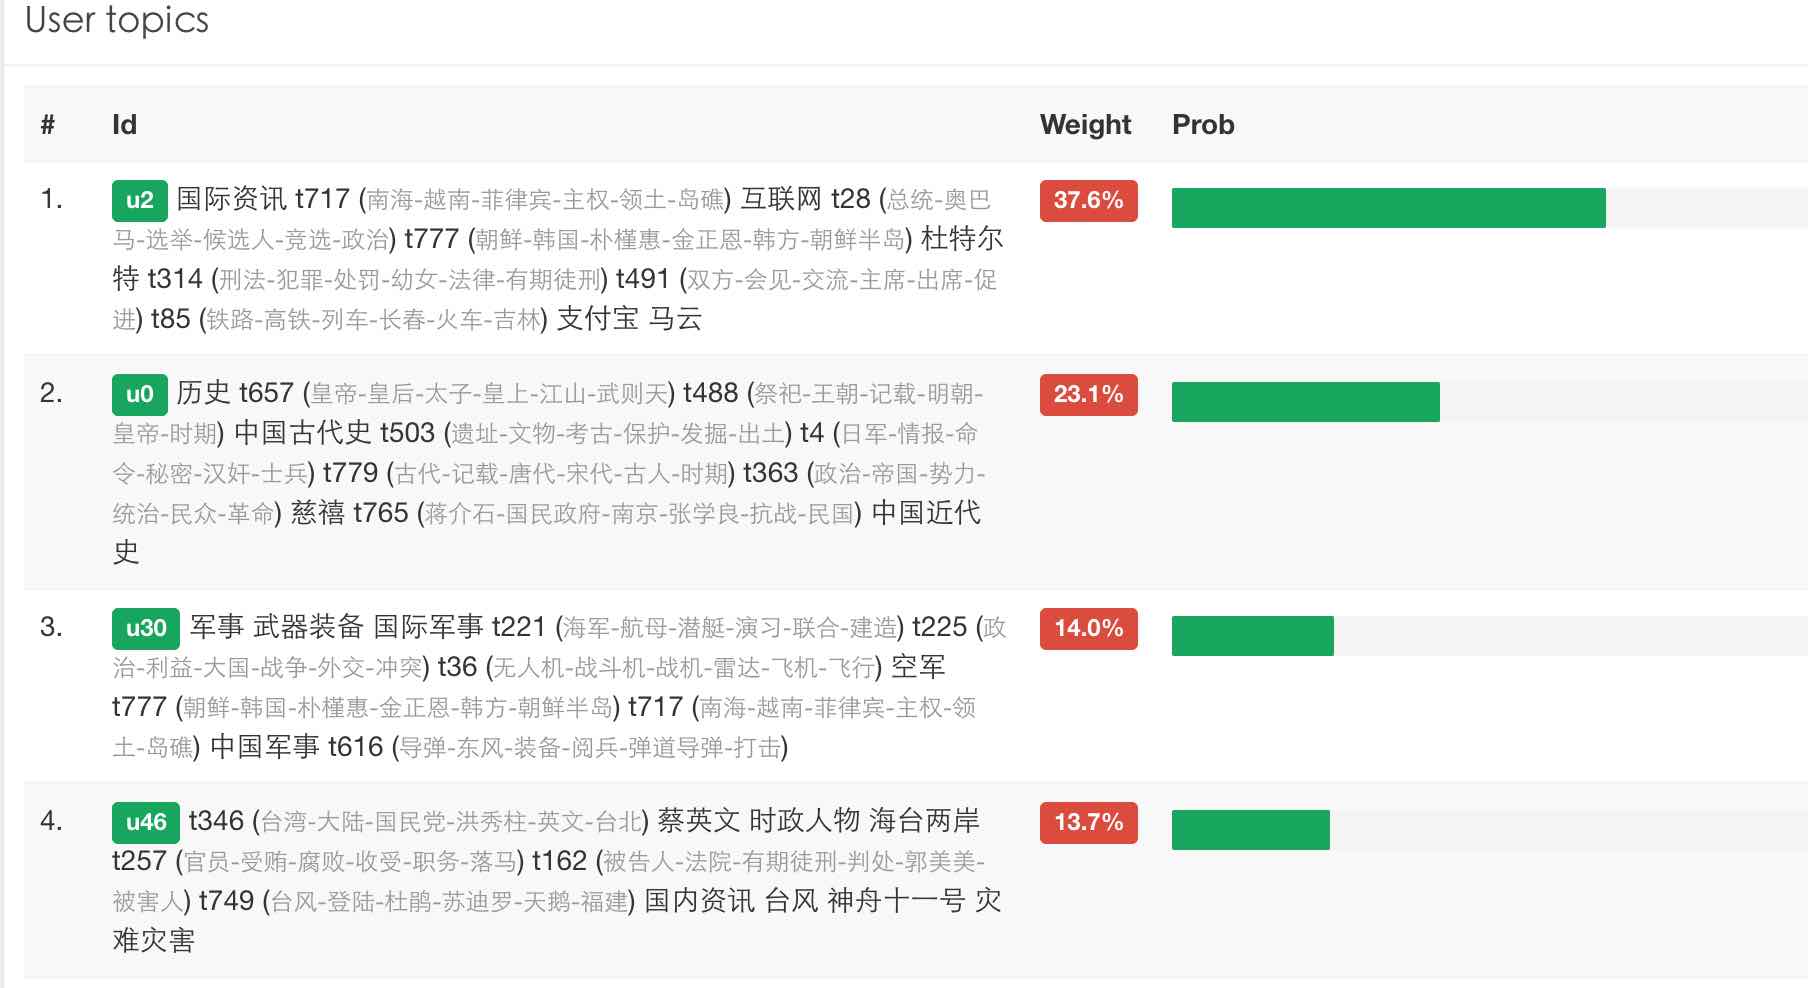 User topics
# Id Weight Prob
1. u2 国际资讯 t717 (南海-越南-菲律宾-主权-领土-岛礁) 互联网 t28 (总统-奥巴 37.6%
马-选举-候选人-竞选-政治) t777 (朝鲜-韩国-朴槿惠-金正恩-韩方-朝鲜半岛) 杜特尔
特 t314 (刑法-犯罪-处罚-幼女-法律-有期徒刑) t491 (双方-会见-交流-主席-出席-促
进) t85 (铁路-高铁-列车-长春-火车-吉林) 支付宝 马云
2. u0 历史 t657 (皇帝-皇后-太子-皇上-江山-武则天) t488 (祭祀-王朝-记载-明朝- 23.1%
皇帝-时期) 中国古代史 t503 (遗址-文物-考古-保护-发掘-出土) t4 (日军-情报-命
令-秘密-汉奸-士兵) t779 (古代-记载-唐代-宋代-古人-时期) t363 (政治-帝国-势力-
统治-民众-革命) 慈禧 t765 (蒋介石-国民政府-南京-张学良-抗战-民国) 中国近代
史
3. u30 军事 武器装备 国际军事 t221 (海军-航母-潜艇-演习-联合-建造) t225 (政 14.0%
治-利益-大国-战争-外交-冲突) t36 (无人机-战斗机-战机-雷达-飞机-飞行) 空军
t777 (朝鲜-韩国-朴槿惠-金正恩-韩方-朝鲜半岛) t717 (南海-越南-菲律宾-主权-领
土-岛礁) 中国军事 t616 (导弹-东风-装备-阅兵-弹道导弹-打击)
4. u46 t346 (台湾-大陆-国民党-洪秀柱-英文-台北) 蔡英文 时政人物 海台两岸 13.7%
t257 (官员-受贿-腐败-收受-职务-落马) t162 (被告人-法院-有期徒刑-判处-郭美美-
被害人) t749 (台风-登陆-杜鹃-苏迪罗-天鹅-福建) 国内资讯 台风 神舟十一号 灾
难灾害